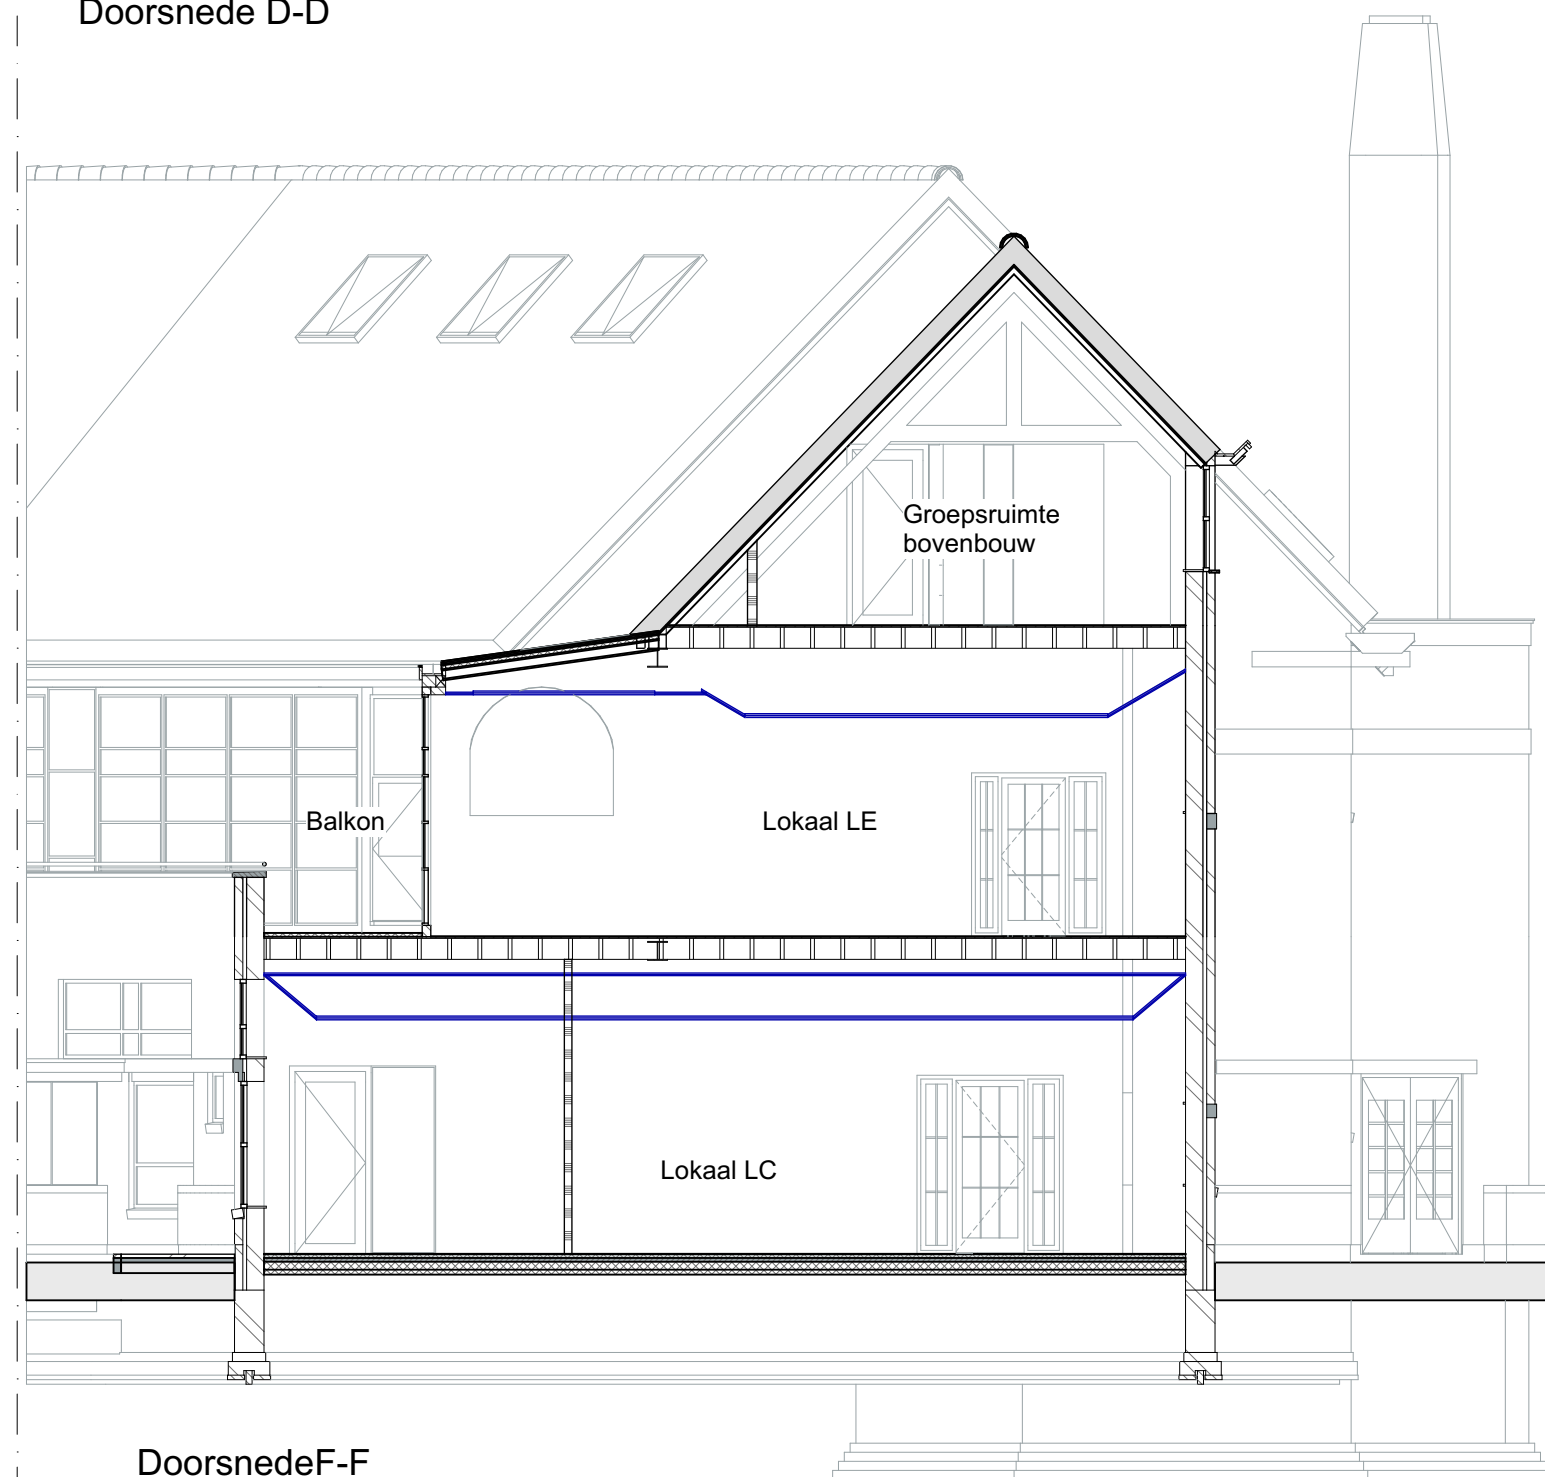 Doorsnede D-D
Groepsruimte
bovenbouw
Balkon
Lokaal LE
Lokaal LC
DoorsnedeF-F